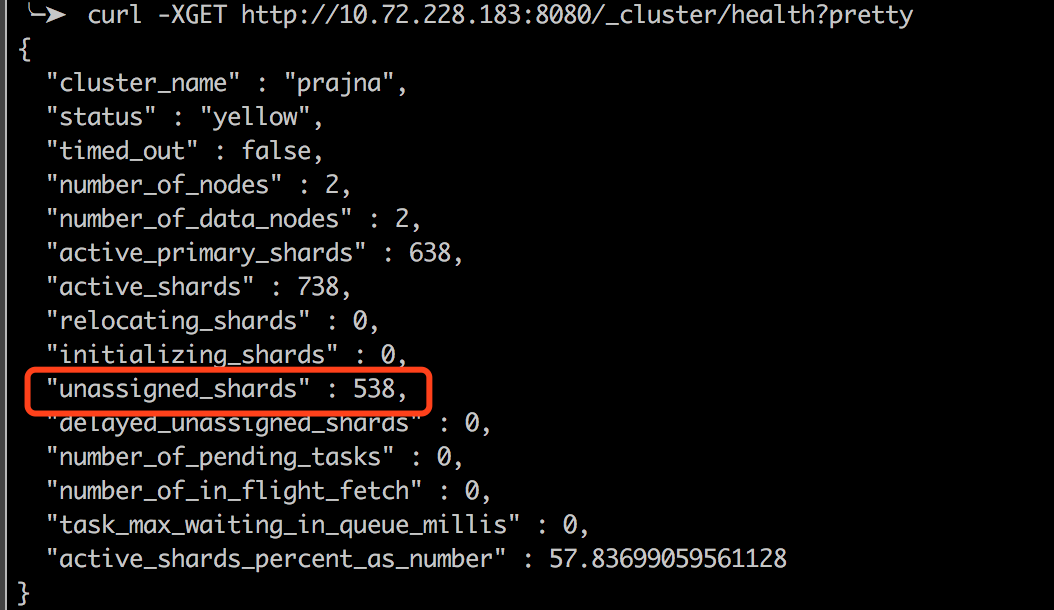 ╰─➤ curl -XGET http://10.72.228.183:8080/_cluster/health?pretty
{
  "cluster_name" : "prajna",
  "status" : "yellow",
  "timed_out" : false,
  "number_of_nodes" : 2,
  "number_of_data_nodes" : 2,
  "active_primary_shards" : 638,
  "active_shards" : 738,
  "relocating_shards" : 0,
  "initializing_shards" : 0,
  "unassigned_shards" : 538,
  "delayed_unassigned_shards" : 0,
  "number_of_pending_tasks" : 0,
  "number_of_in_flight_fetch" : 0,
  "task_max_waiting_in_queue_millis" : 0,
  "active_shards_percent_as_number" : 57.83699059561128
}